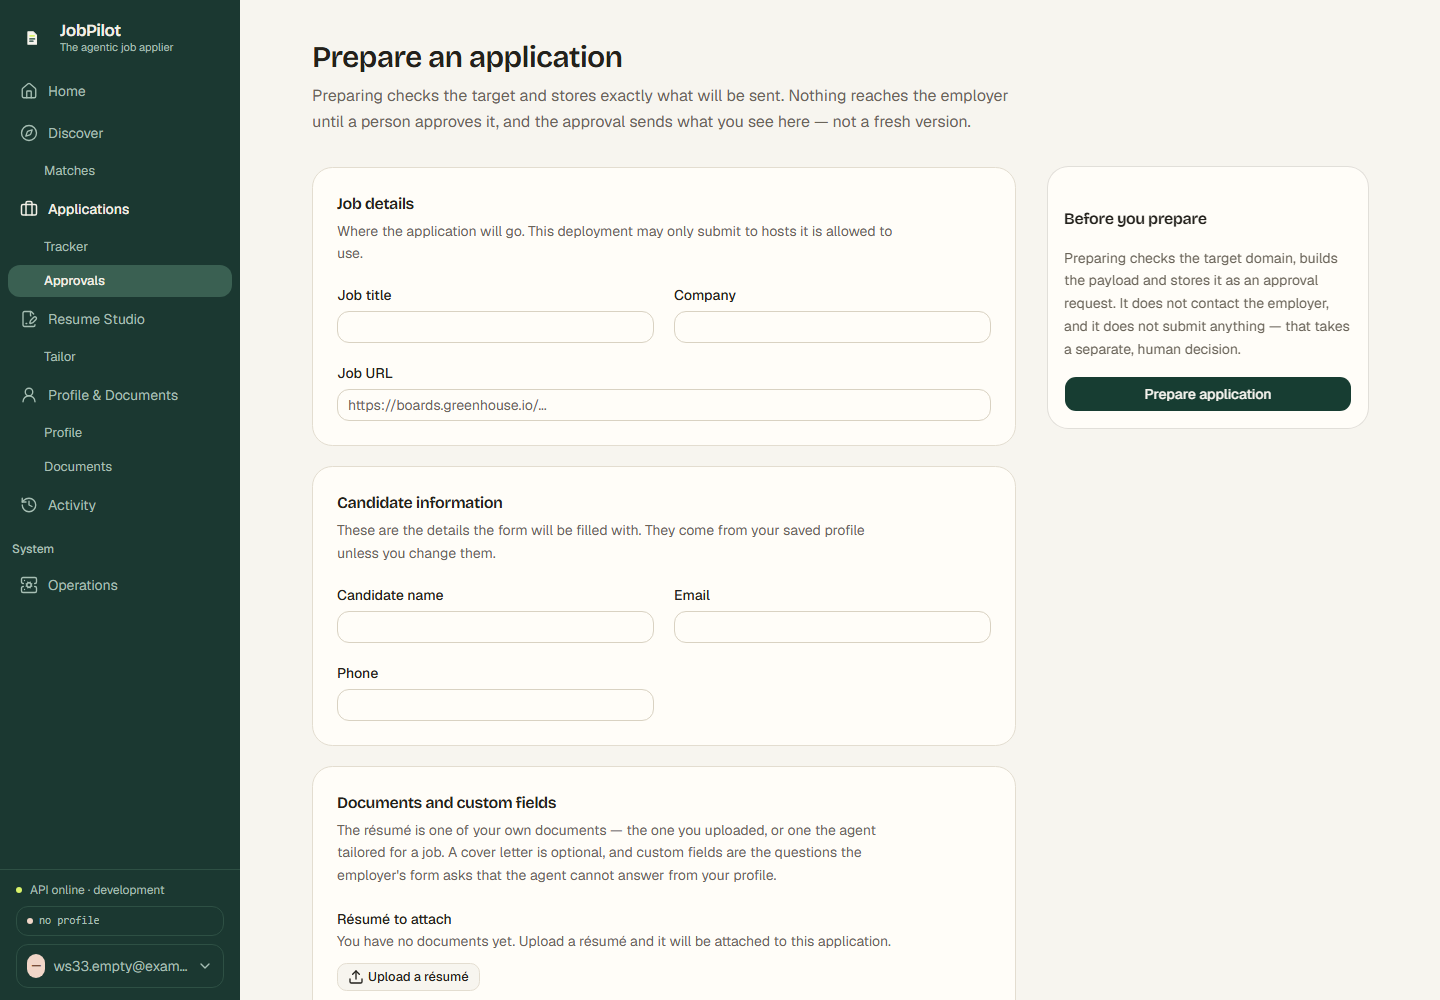 JobPilot
The agentic job applier
Home
Discover
Matches
Applications
Tracker
Approvals
Resume Studio
Tailor
Profile & Documents
Profile
Documents
Activity
System
Operations
API online · development
no profile
ws33.empty@exam...
Prepare an application
Preparing checks the target and stores exactly what will be sent. Nothing reaches the employer
until a person approves it, and the approval sends what you see here — not a fresh version.
Job details
Where the application will go. This deployment may only submit to hosts it is allowed to
use.
Job title
Company
Job URL
https://boards.greenhouse.io/...
Candidate information
These are the details the form will be filled with. They come from your saved profile
unless you change them.
Candidate name
Email
Phone
Documents and custom fields
The résumé is one of your own documents — the one you uploaded, or one the agent
tailored for a job. A cover letter is optional, and custom fields are the questions the
employer's form asks that the agent cannot answer from your profile.
Résumé to attach
You have no documents yet. Upload a résumé and it will be attached to this application.
Upload a résumé
Before you prepare
Preparing checks the target domain, builds
the payload and stores it as an approval
request. It does not contact the employer,
and it does not submit anything — that takes
a separate, human decision.
Prepare application